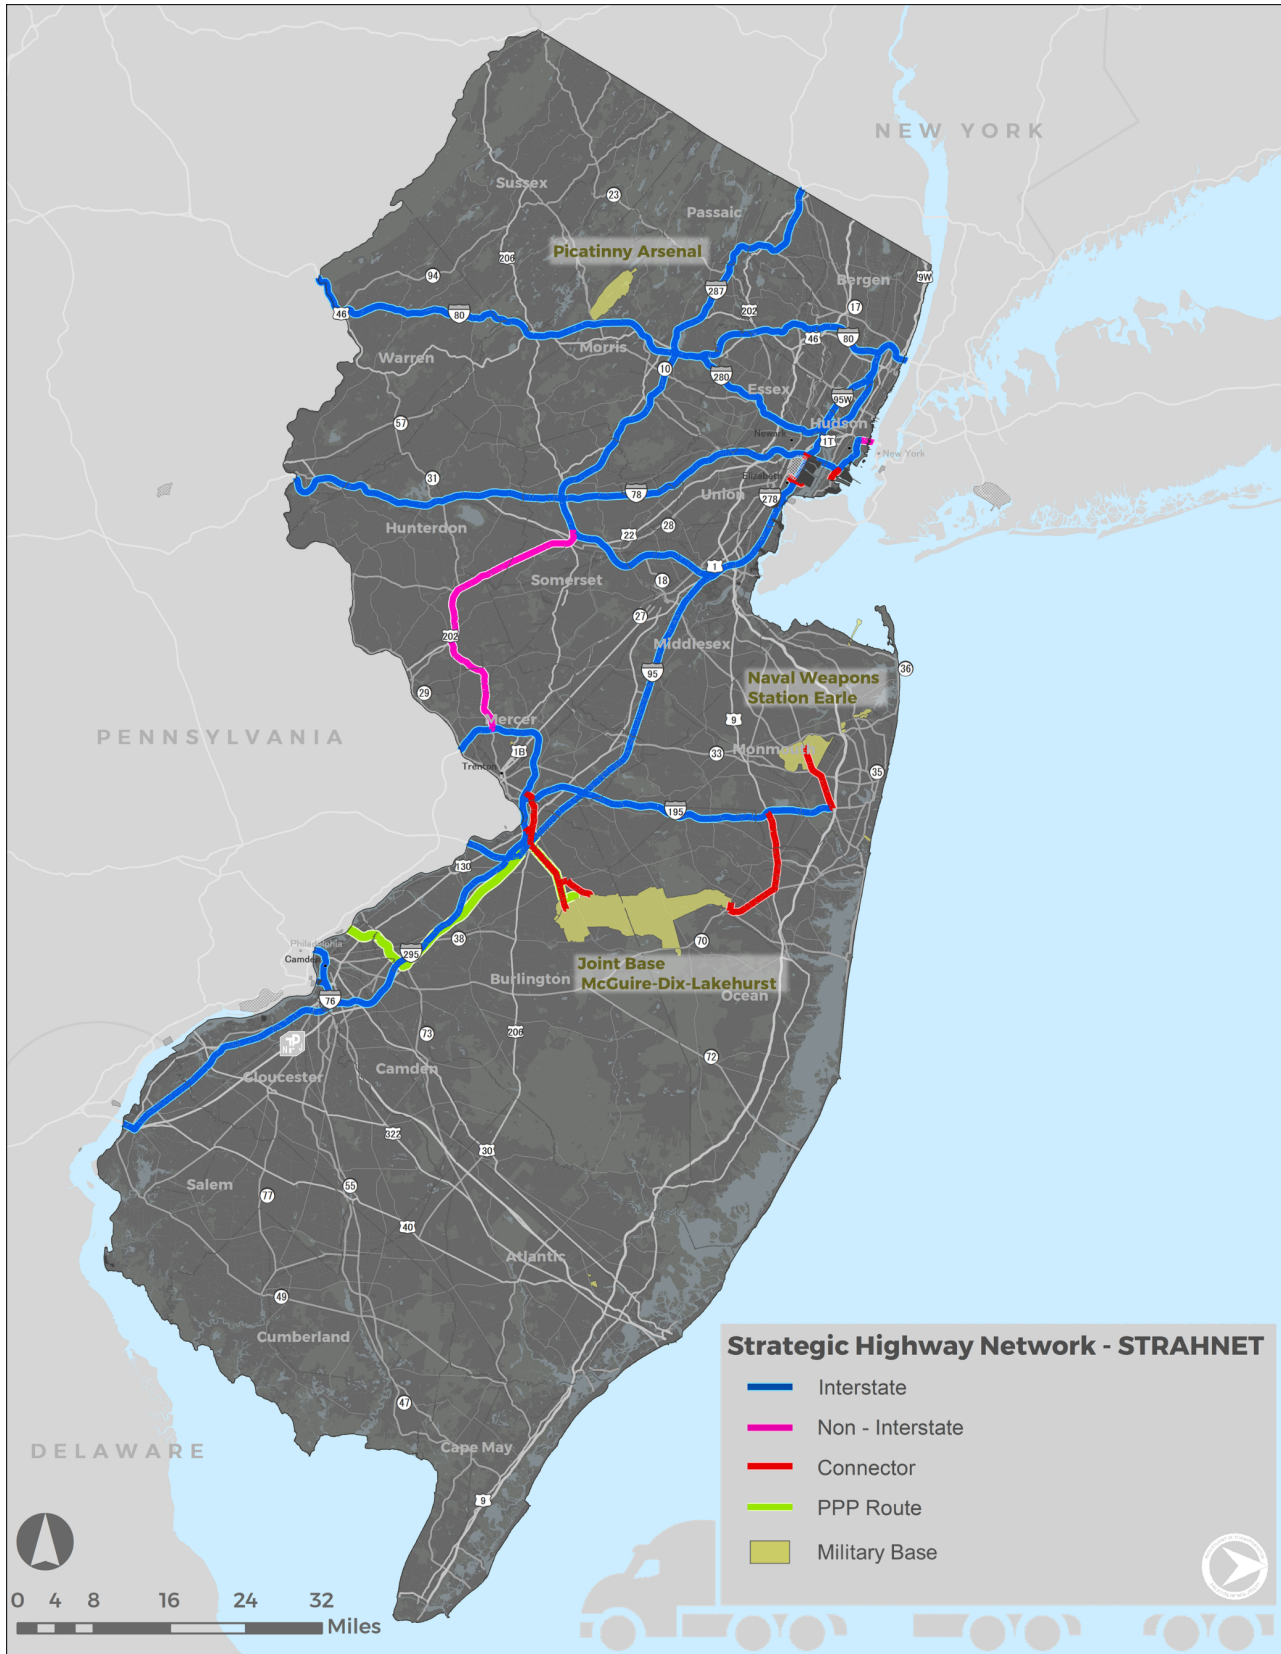 NEW YORK
Sussex
23
Passaic
206
Picatinny Arsenal
94
Bergen
9W
287
17
202
46
80
46
80
Morris
Warren
10
280
Essex
95W
57
Hudson
Newark
1T
New York
31
Elizabeth
78
Union
278
Hunterdon
28
22
1
Somerset
18
27
202
Middlesex
36
95
Naval Weapons
Station Earle
29
9
Mercer
PENNSYLVANIA
1B
33
Monmouth
Trenton
35
195
130
38
70
Philadelphia
Camden
295
Joint Base
McGuire-Dix-Lakehurst
Burlington
Ocean
76
206
73
72
Camden
Gloucester
322
30
Salem
77
55
40
Atlantic
49
Cumberland
47
Cape May
DELAWARE
9
Strategic Highway Network - STRAHNET
Interstate
Non - Interstate
Connector
PPP Route
Military Base
0 4 8 16 24 32
Miles